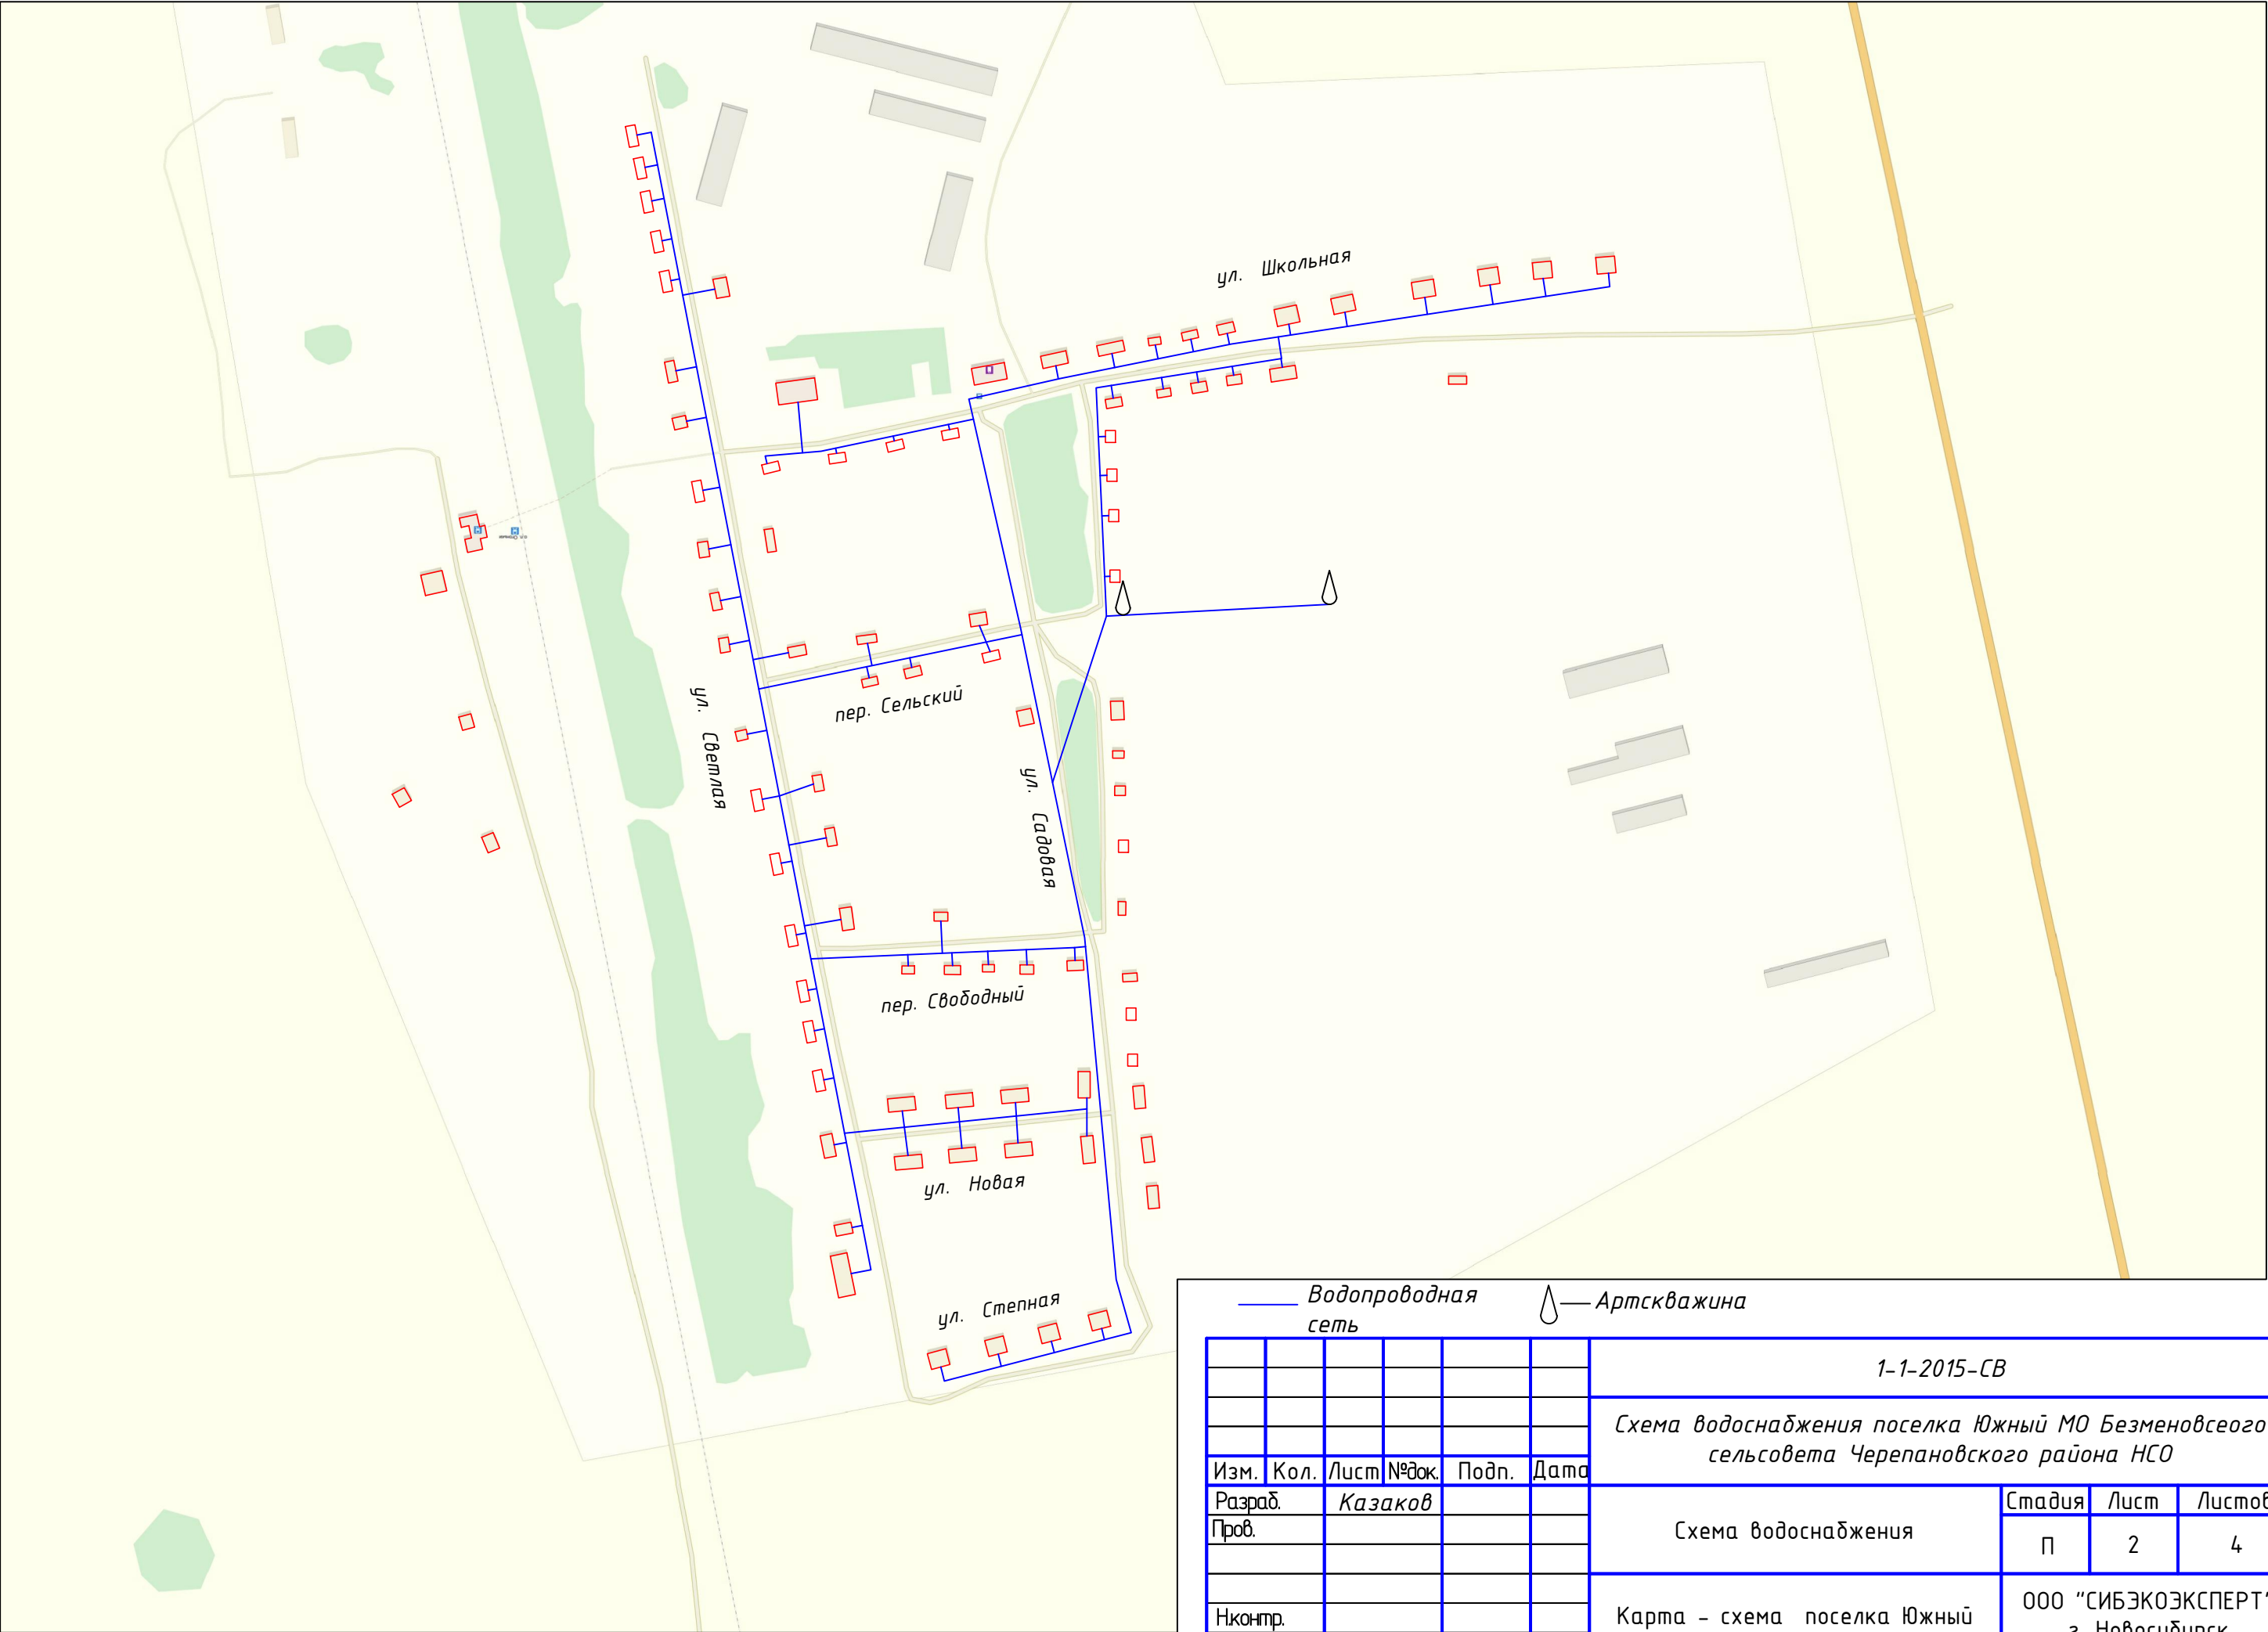 ул. Школьная
пер. Сельский
ул. Светлая
ул. Садовая
пер. Свободный
ул. Новая
ул. Степная
Водопроводная
сеть
Артскважина
1-1-2015-СВ
Схема водоснабжения поселка Южный МО Безменовсеого
сельсовета Черепановского района НСО
Изм. Кол. Лист №док. Подп. Дата
Разраб. Казаков
Пров.
Н.контр.
Схема водоснабжения
Стадия Лист Листов
П 2 4
Карта - схема поселка Южный
ООО "СИБЭКОЭКСПЕРТ"
г. Новосибирск